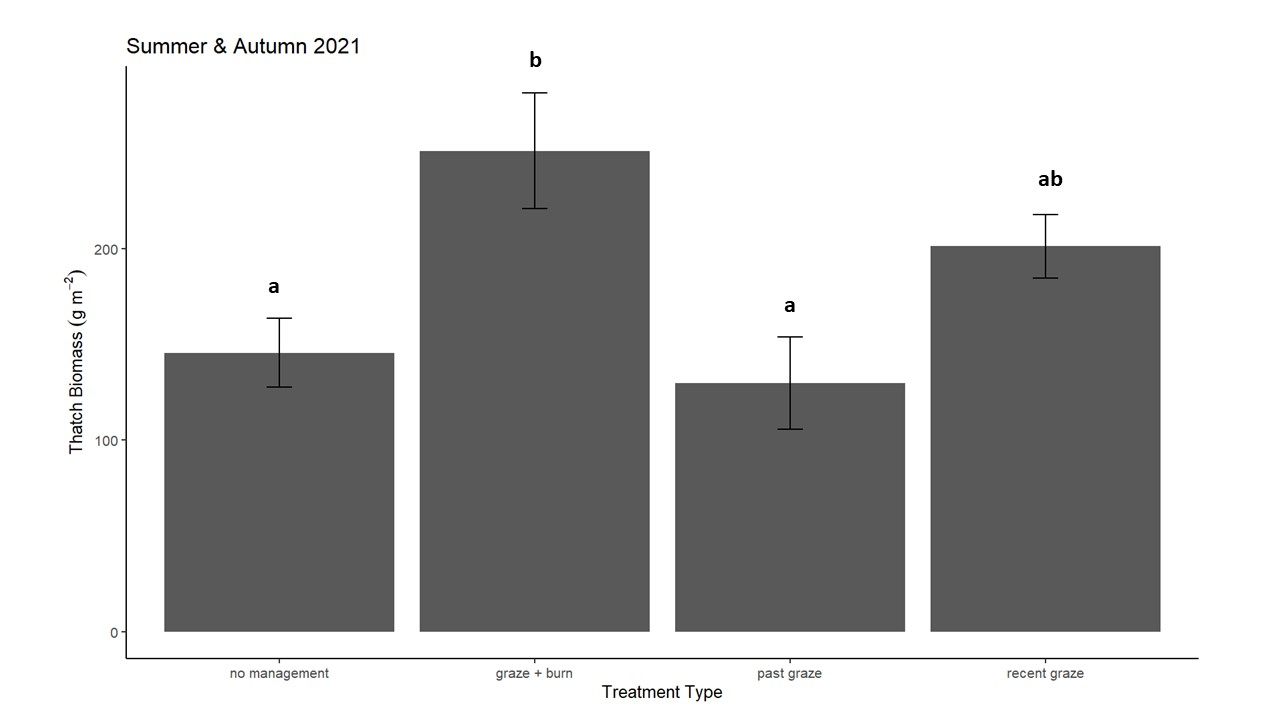 Summer & Autumn 2021
b
ab
a
a
200
100
0
Thatch Biomass (g m⁻²)
no management
graze + burn
past graze
recent graze
Treatment Type